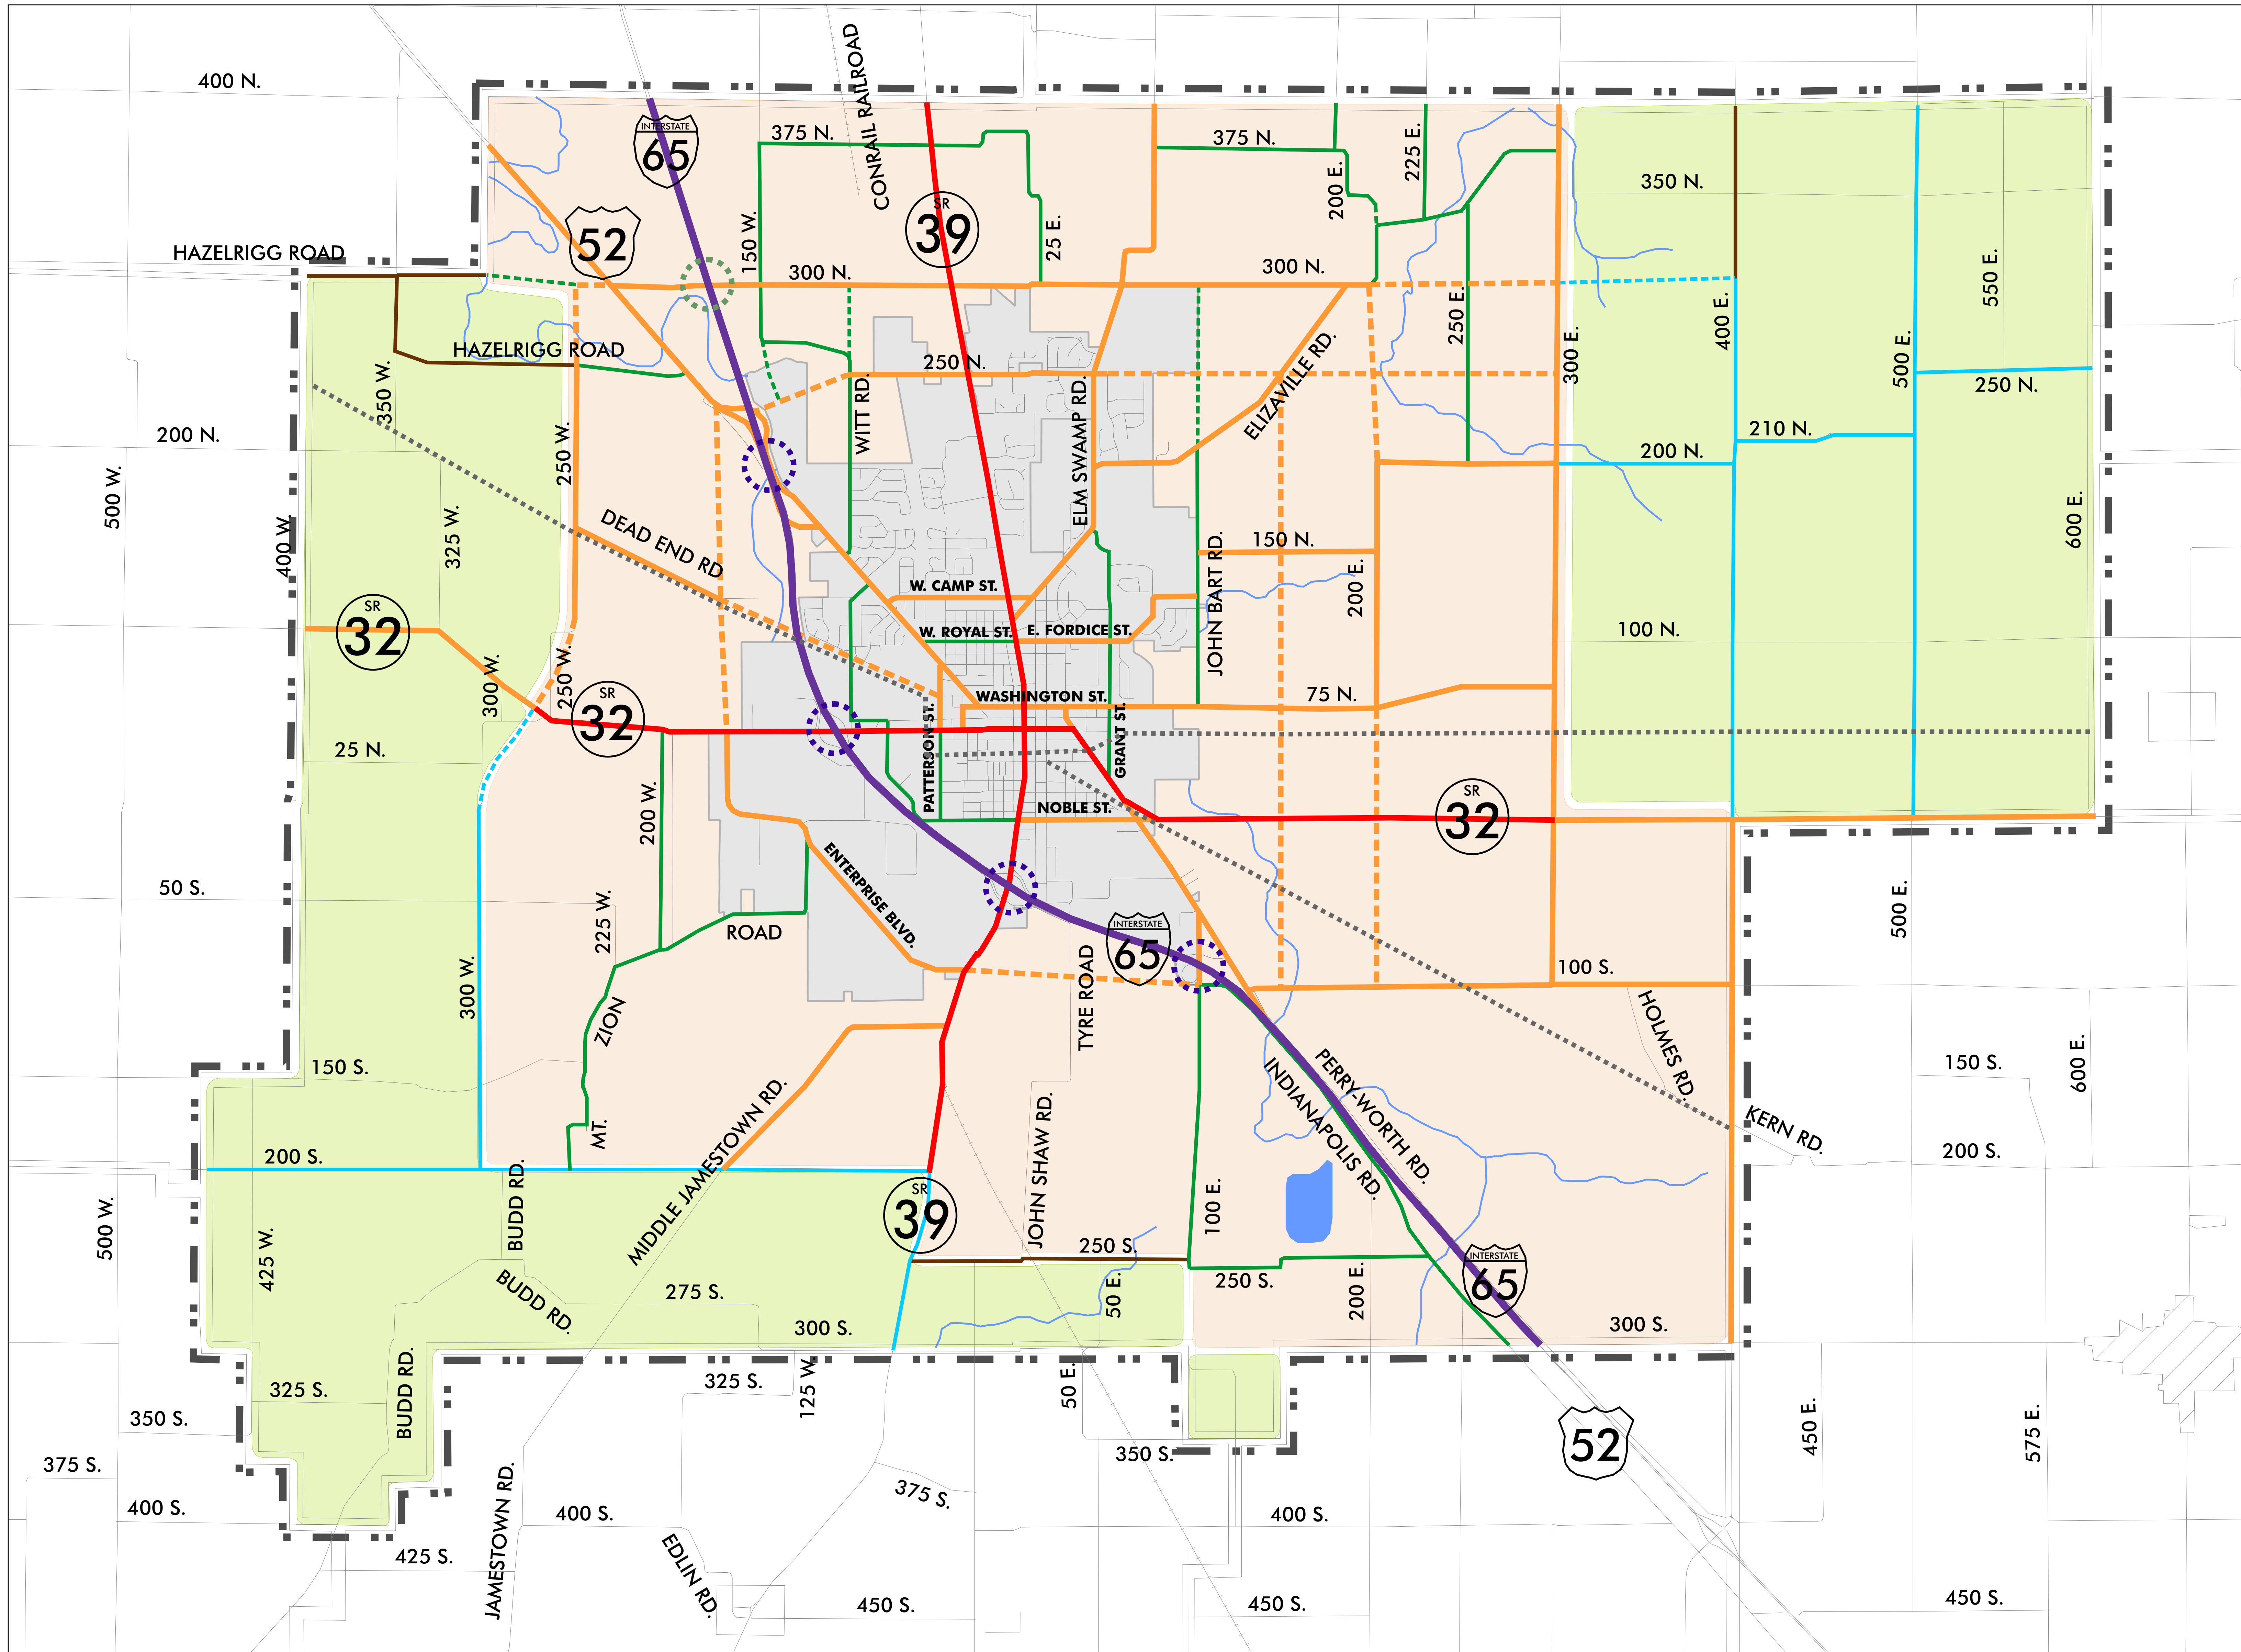 400 N.
CONRAIL RAILROAD
INTERSTATE
65
375 N.
375 N.
225 E.
200 E.
350 N.
SR
39
52
150 W.
25 E.
HAZELRIGG ROAD
300 N.
300 N.
550 E.
250 E.
400 E.
300 E.
500 E.
HAZELRIGG ROAD
250 N.
250 N.
350 W.
WITT RD.
ELM SWAMP RD.
ELIZAVILLE RD.
200 N.
210 N.
200 N.
250 W.
500 W.
325 W.
400 W.
600 E.
DEAD END RD
150 N.
JOHN BART RD.
200 E.
W. CAMP ST.
W. ROYAL ST.
E. FORDICE ST.
100 N.
SR
32
300 W.
250 W.
SR
32
WASHINGTON ST.
75 N.
25 N.
PATTERSON ST.
GRANT ST.
NOBLE ST.
SR
32
200 W.
ENTERPRISE BLVD.
50 S.
500 E.
225 W.
ROAD
INTERSTATE
65
100 S.
300 W.
ZION
TYRE ROAD
HOLMES RD.
150 S.
150 S.
600 E.
PERRY-WORTH RD.
INDIANAPOLIS RD.
MT.
MIDDLE JAMESTOWN RD.
JOHN SHAW RD.
KERN RD.
200 S.
200 S.
BUDD RD.
SR
39
100 E.
500 W.
425 W.
250 S.
250 S.
INTERSTATE
65
BUDD RD.
275 S.
50 E.
200 E.
300 S.
300 S.
BUDD RD.
325 S.
325 S.
125 W.
50 E.
350 S.
350 S.
52
450 E.
575 E.
375 S.
375 S.
400 S.
JAMESTOWN RD.
400 S.
400 S.
425 S.
EDLIN RD.
450 S.
450 S.
450 S.